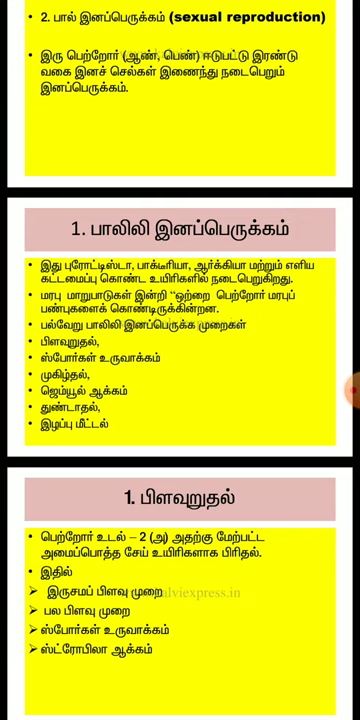 • 2. பால் இனப்பெருக்கம் (sexual reproduction)
• இரு பெற்றோர் (ஆண், பெண்) ஈடுபட்டு இரண்டு
வகை இனச் செல்கள் இணைந்து நடைபெறும்
இனப்பெருக்கம்.
1. பாலிலி இனப்பெருக்கம்
• இது புரோட்டிஸ்டா, பாக்டீரியா, ஆர்க்கியா மற்றும் எளிய
கட்டமைப்பு கொண்ட உயிர்களில் நடைபெறுகிறது.
• மரபு மாறுபாடுகள் இன்றி “ஒற்றை பெற்றோர் மரபுப்
பண்புகளைக் கொண்டிருக்கின்றன.
• பல்வேறு பாலிலி இனப்பெருக்க முறைகள்
• பிளவுறுதல்,
• ஸ்போர்கள் உருவாக்கம்
• முகிழ்தல்,
• ஜெம்யூல் ஆக்கம்
• துண்டாதல்,
• இழப்பு மீட்டல்
1. பிளவுறுதல்
• பெற்றோர் உடல் – 2 (அ) அதற்கு மேற்பட்ட
அமைப்பொத்த சேய் உயிரிகளாக பிரிதல்.
• இதில்
➢ இருசமப் பிளவு முறை
alviexpress.in
➢ பல பிளவு முறை
➢ ஸ்போர்கள் உருவாக்கம்
➢ ஸ்ட்ரோபிலா ஆக்கம்